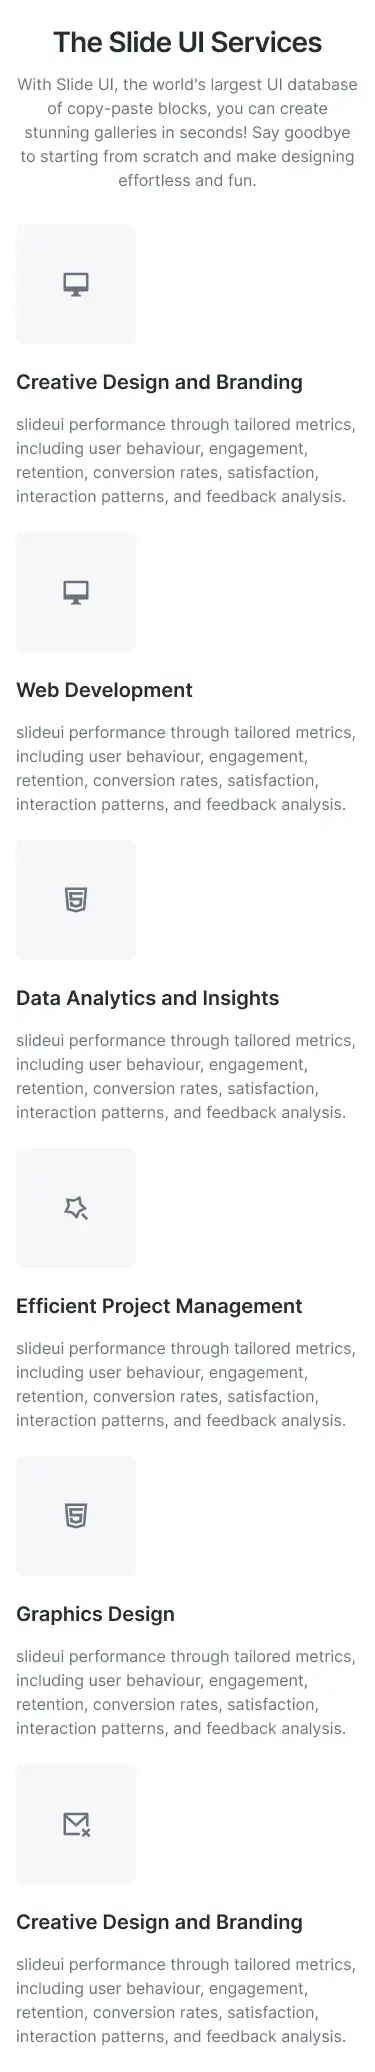 The Slide UI Services
With Slide UI, the world's largest UI database
of copy-paste blocks, you can create
stunning galleries in seconds! Say goodbye
to starting from scratch and make designing
effortless and fun.
Creative Design and Branding
slideui performance through tailored metrics,
including user behaviour, engagement,
retention, conversion rates, satisfaction,
interaction patterns, and feedback analysis.
Web Development
slideui performance through tailored metrics,
including user behaviour, engagement,
retention, conversion rates, satisfaction,
interaction patterns, and feedback analysis.
Data Analytics and Insights
slideui performance through tailored metrics,
including user behaviour, engagement,
retention, conversion rates, satisfaction,
interaction patterns, and feedback analysis.
Efficient Project Management
slideui performance through tailored metrics,
including user behaviour, engagement,
retention, conversion rates, satisfaction,
interaction patterns, and feedback analysis.
Graphics Design
slideui performance through tailored metrics,
including user behaviour, engagement,
retention, conversion rates, satisfaction,
interaction patterns, and feedback analysis.
Creative Design and Branding
slideui performance through tailored metrics,
including user behaviour, engagement,
retention, conversion rates, satisfaction,
interaction patterns, and feedback analysis.